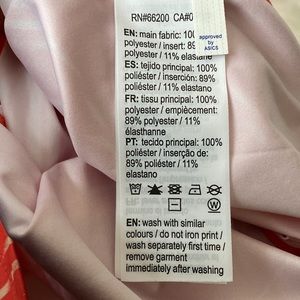 RN#66200 CA#0
approved
by
ASICS
EN: main fabric: 100
polyester / insert: 89
polyester / 11% elastane
ES: tejido principal: 100%
poliéster / inserción: 89%
poliéster / 11% elastano
FR: tissu principal: 100%
polyester / empiècement:
89% polyester / 11%
élasthanne
PT: tecido principal: 100%
poliéster / inserção de:
89% poliéster / 11%
elastano
W
EN: wash with similar
colours / do not iron print /
wash separately first time /
remove garment
immediately after washing